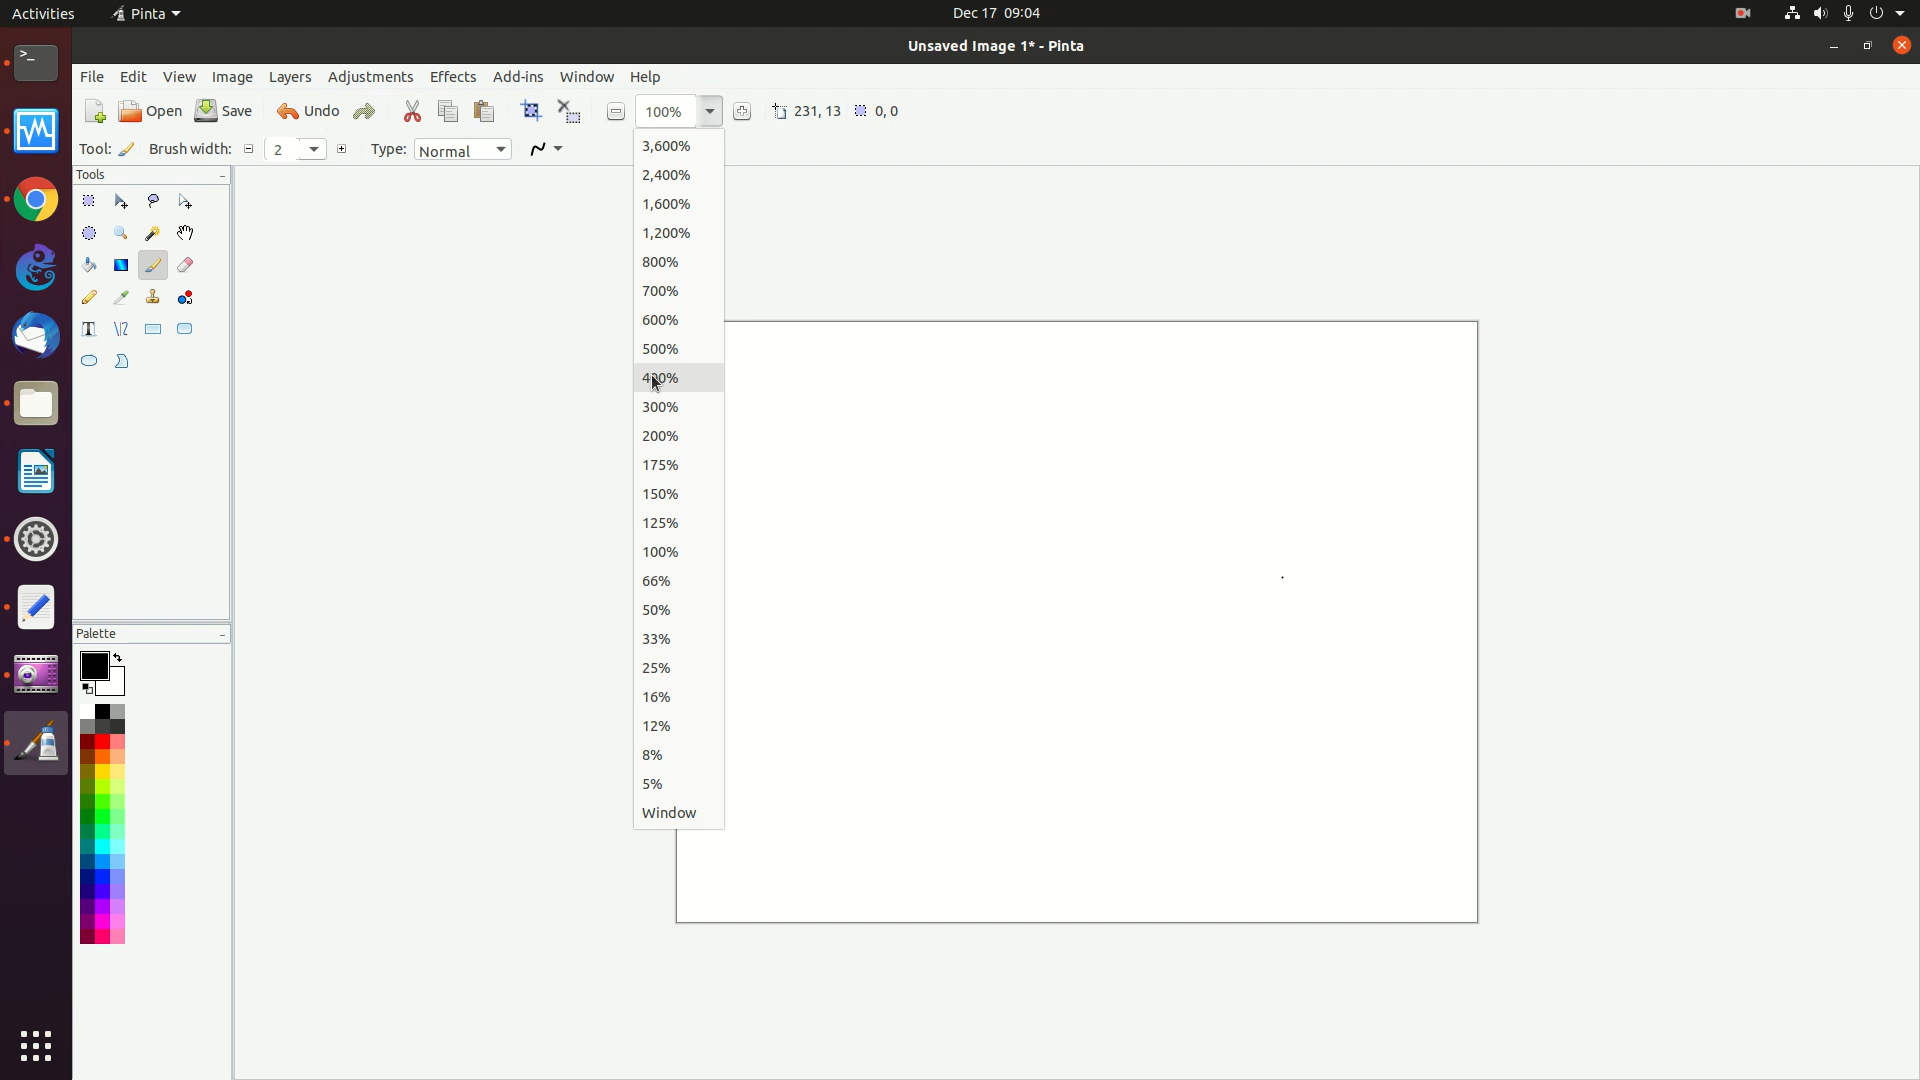 Activities Pinta Dec 17 09:04
Unsaved Image 1* - Pinta
File Edit View Image Layers Adjustments Effects Add-ins Window Help
Open Save Undo 100% 231, 13 0, 0
Tool: Brush width: 2 Type: Normal
Tools
3,600%
2,400%
1,600%
1,200%
800%
700%
600%
500%
400%
300%
200%
175%
150%
125%
100%
66%
50%
33%
25%
16%
12%
8%
5%
Window
Palette